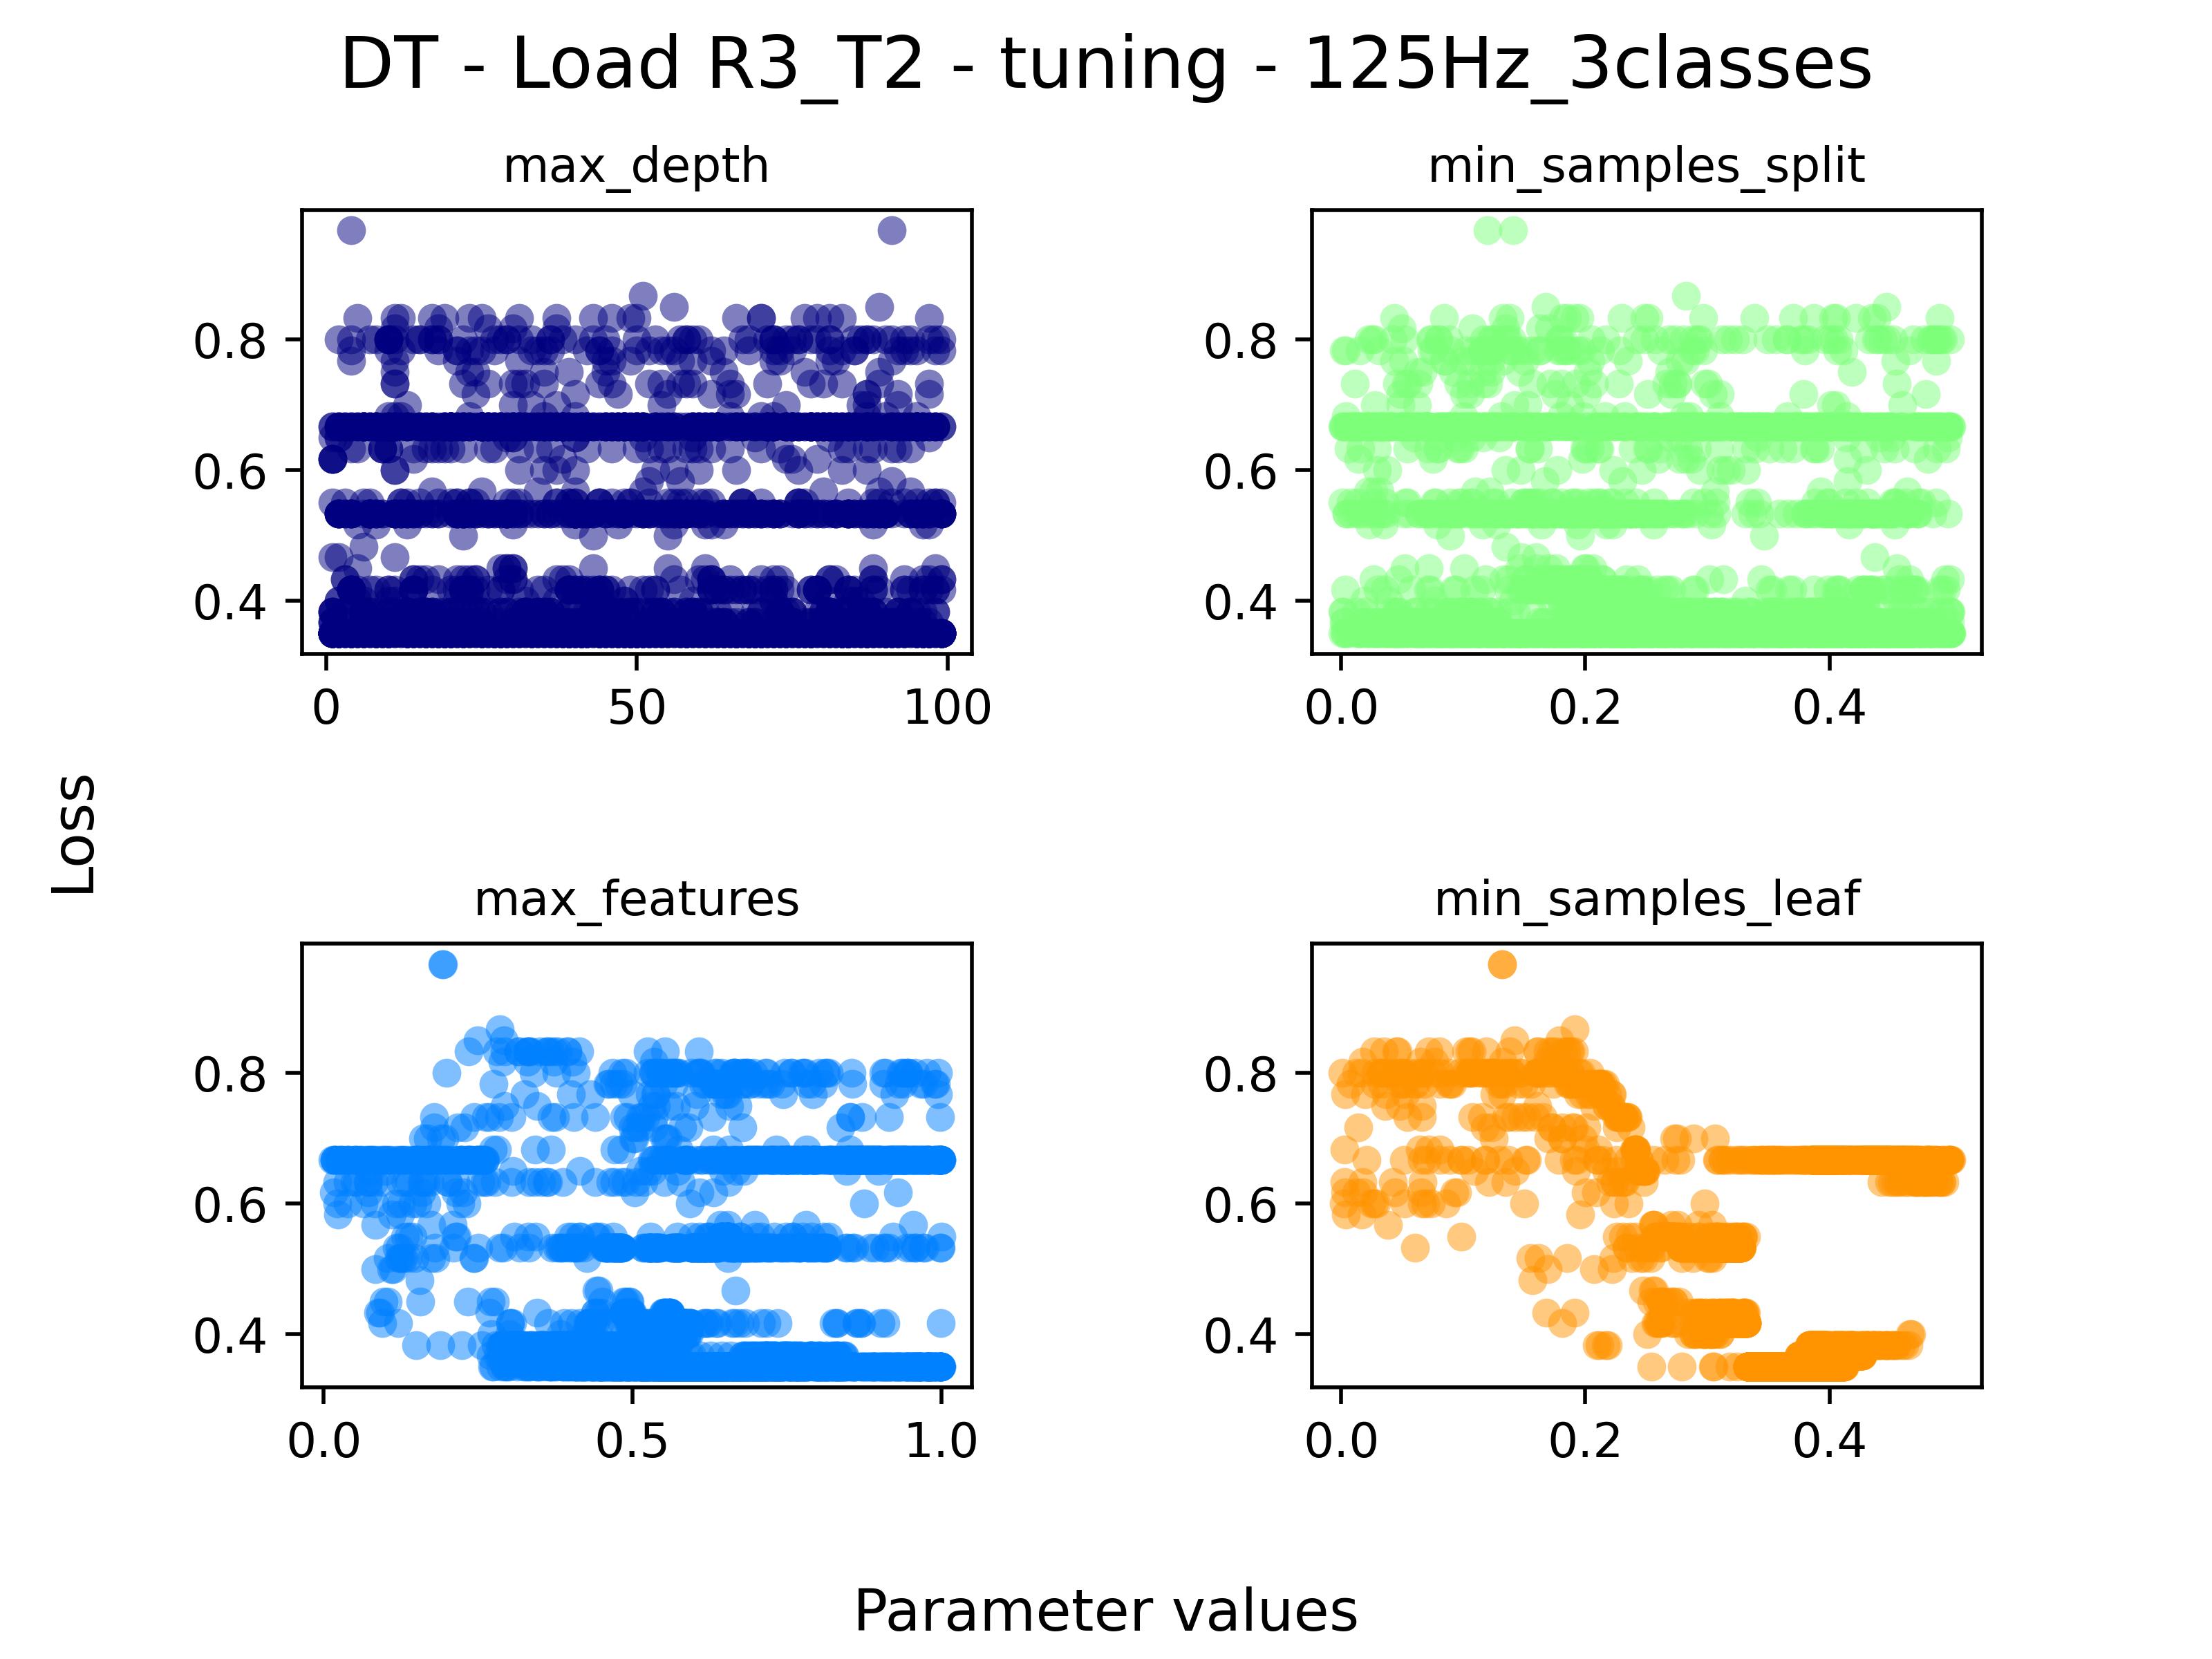 DT - Load R3_T2 - tuning - 125Hz_3classes
max_depth
0.8
0.6
0.4
0 50 100
min_samples_split
0.8
0.6
0.4
0.0 0.2 0.4
Loss
max_features
0.8
0.6
0.4
0.0 0.5 1.0
min_samples_leaf
0.8
0.6
0.4
0.0 0.2 0.4
Parameter values